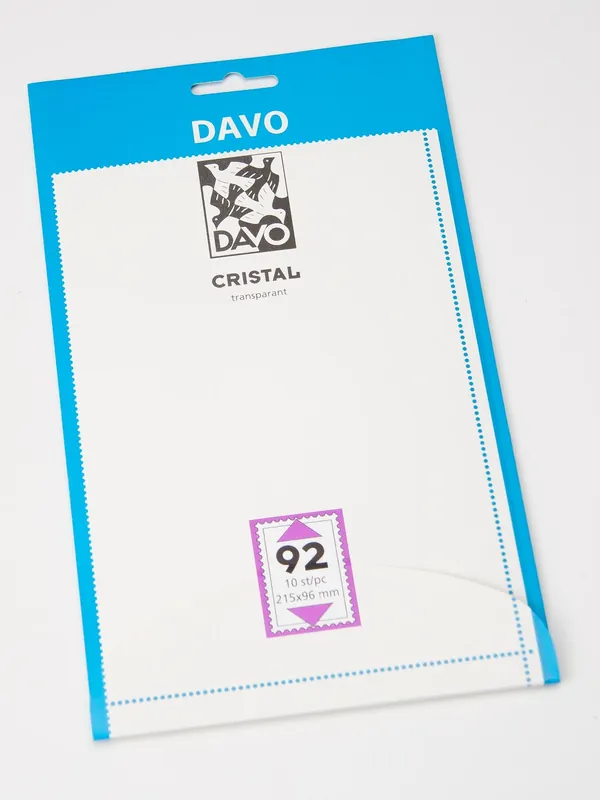 DAVO
DAVO
CRISTAL
transparant
92
10 st/pc
215x96 mm